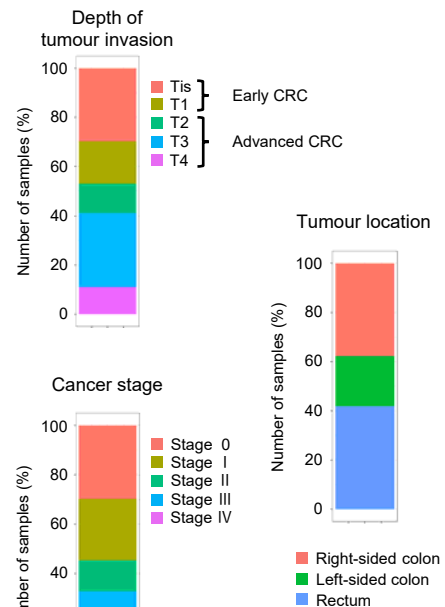 Depth of
tumour invasion
Number of samples (%)
100
80
60
40
20
0
Tis
T1
T2
T3
T4
Early CRC
Advanced CRC
Tumour location
Number of samples (%)
100
80
60
40
20
0
Right-sided colon
Left-sided colon
Rectum
Cancer stage
of samples (%)
100
80
60
40
Stage 0
Stage I
Stage II
Stage III
Stage IV